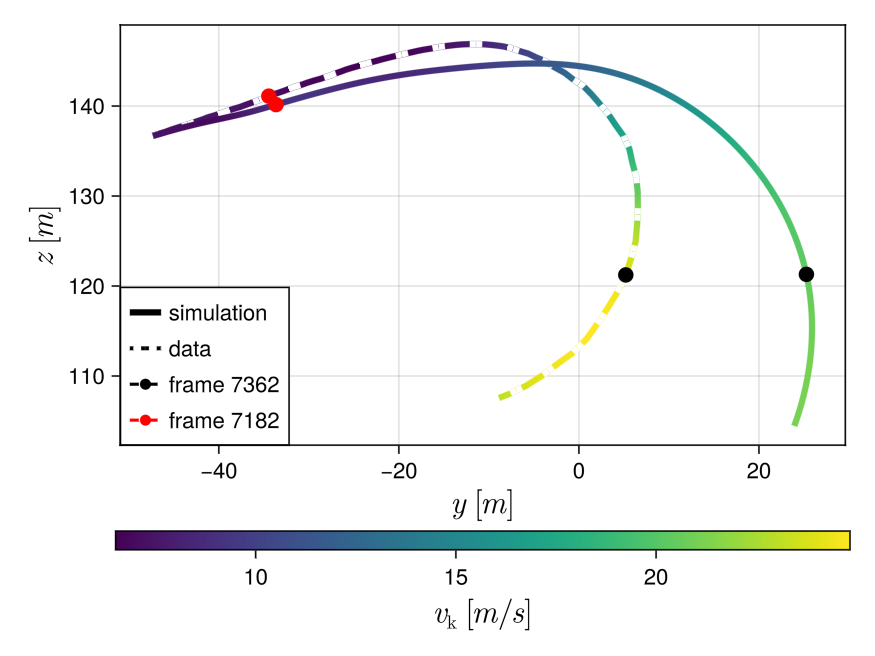 140
130
120
110
z [m]
simulation
data
frame 7362
frame 7182
−40 −20 0 20
y [m]
10 15 20
v_k [m/s]